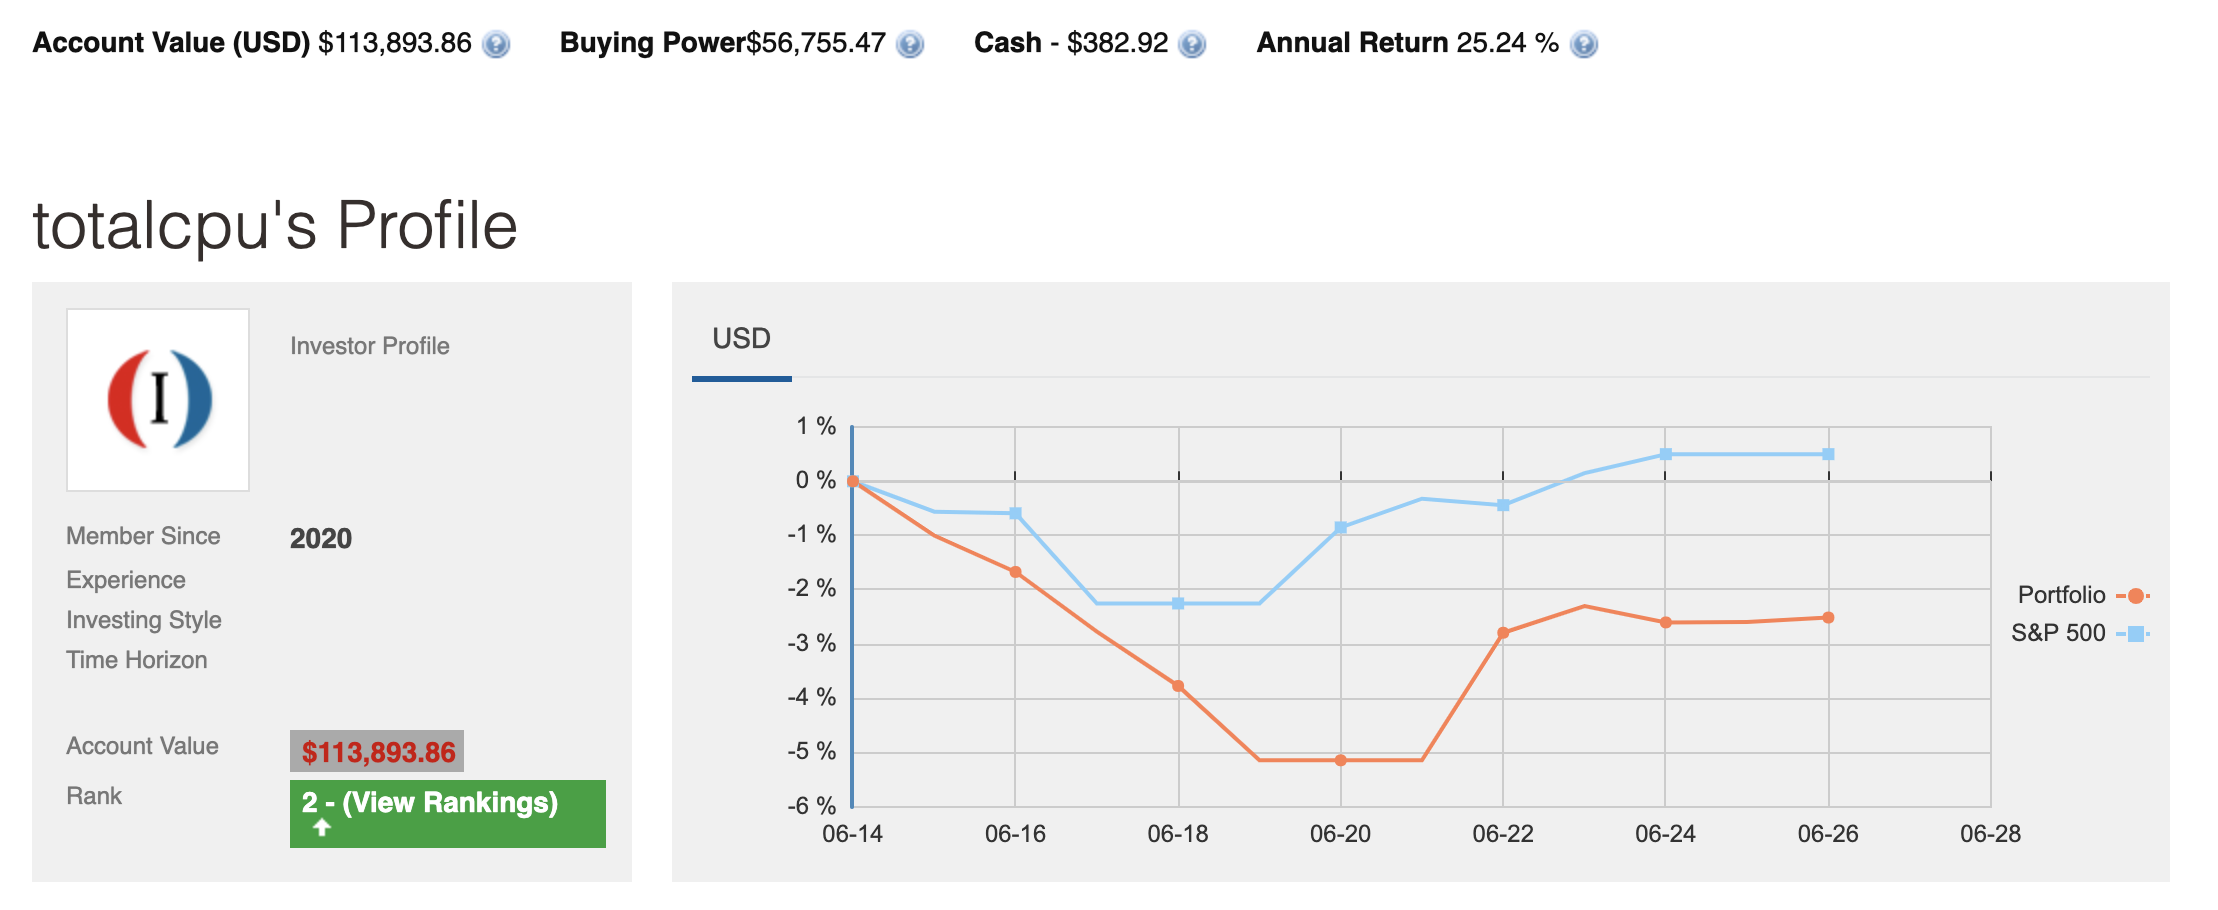 Account Value (USD) $113,893.86 ? Buying Power$56,755.47 ? Cash - $382.92 ? Annual Return 25.24 % ?
totalcpu's Profile
I
Investor Profile
Member Since 2020
Experience
Investing Style
Time Horizon
Account Value $113,893.86
Rank 2 - (View Rankings)
USD
1 %
0 %
-1 %
-2 %
-3 %
-4 %
-5 %
-6 %
06-14 06-16 06-18 06-20 06-22 06-24 06-26 06-28
Portfolio
S&P 500